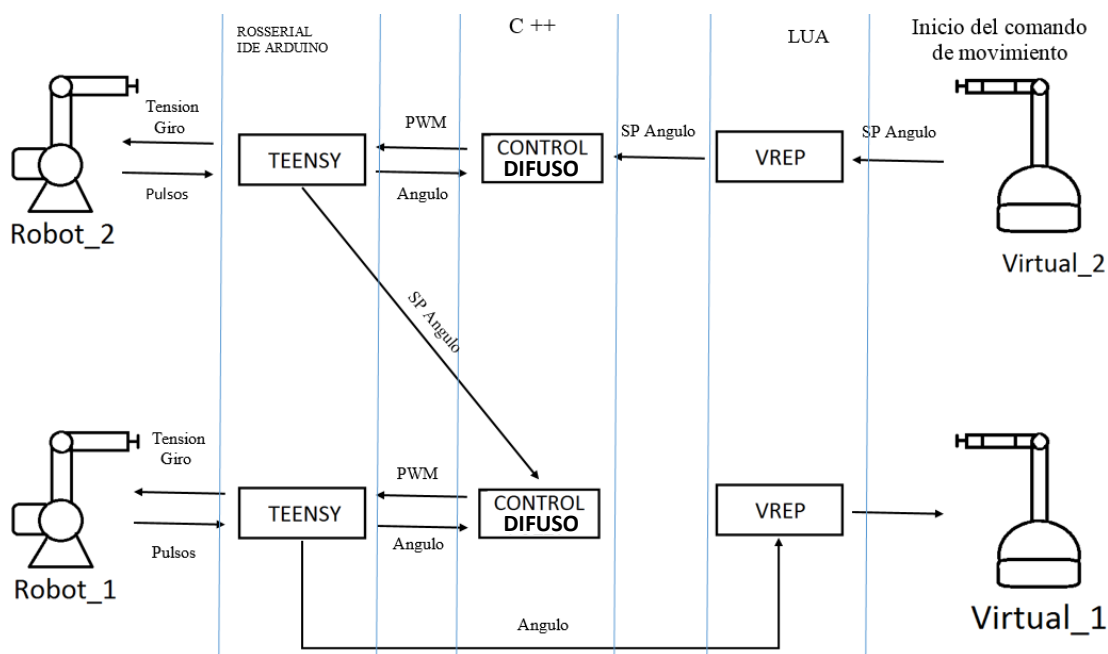 ROSSERIAL
IDE ARDUINO
C ++
LUA
Inicio del comando
de movimiento
Tension
Giro
Pulsos
Robot_2
TEENSY
PWM
Angulo
CONTROL
DIFUSO
SP Angulo
VREP
SP Angulo
Virtual_2
SP Angulo
Tension
Giro
Pulsos
Robot_1
TEENSY
PWM
Angulo
CONTROL
DIFUSO
VREP
Virtual_1
Angulo